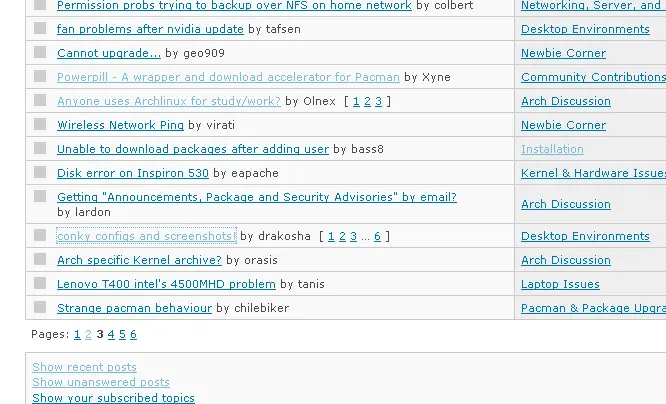 Permission probs trying to backup over NFS on home network by colbert Networking, Server, and
fan problems after nvidia update by tafsen Desktop Environments
Cannot upgrade... by geo909 Newbie Corner
Powerpill - A wrapper and download accelerator for Pacman by Xyne Community Contributions
Anyone uses Archlinux for study/work? by Olnex [ 1 2 3 ] Arch Discussion
Wireless Network Ping by virati Newbie Corner
Unable to download packages after adding user by bass8 Installation
Disk error on Inspiron 530 by eapache Kernel & Hardware Issues
Getting "Announcements, Package and Security Advisories" by email?
by lardon Arch Discussion
conky configs and screenshots! by drakosha [ 1 2 3 ... 6 ] Desktop Environments
Arch specific Kernel archive? by orasis Arch Discussion
Lenovo T400 intel's 4500MHD problem by tanis Laptop Issues
Strange pacman behaviour by chilebiker Pacman & Package Upgra
Pages: 1 2 3 4 5 6
Show recent posts
Show unanswered posts
Show your subscribed topics